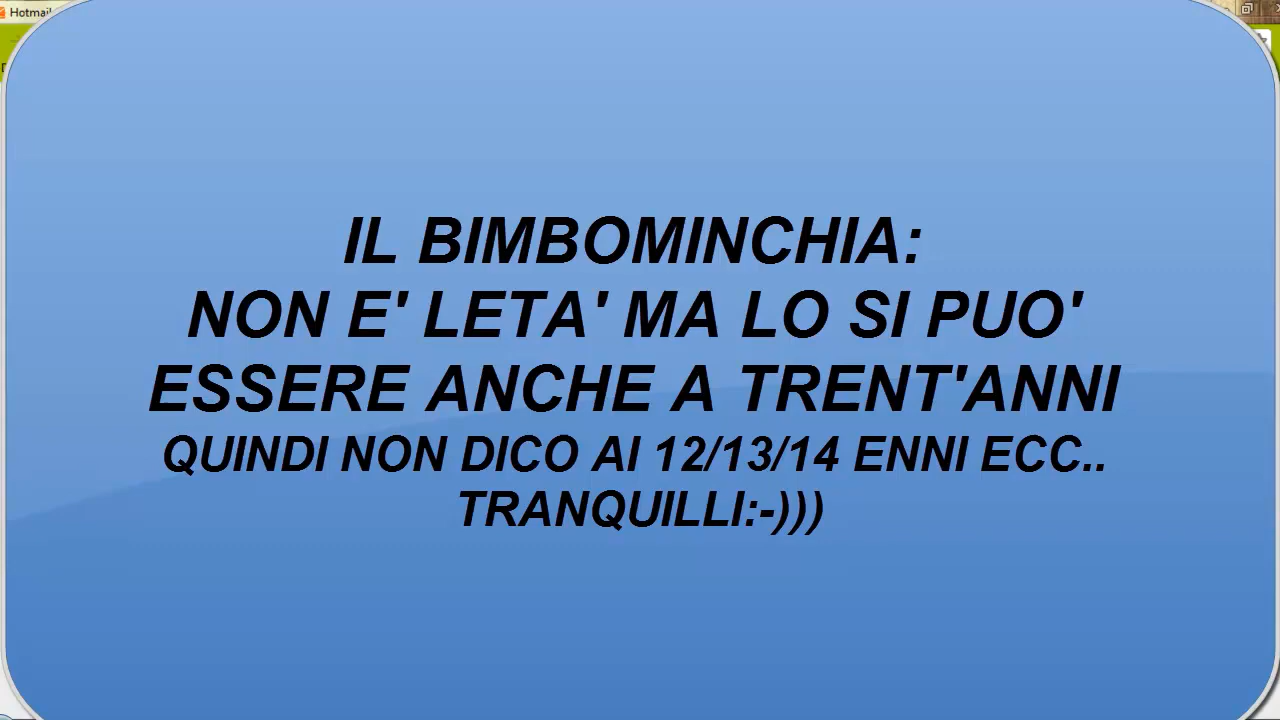 Hotmail
IL BIMBOMINCHIA:
NON E' LETA' MA LO SI PUO'
ESSERE ANCHE A TRENT'ANNI
QUINDI NON DICO AI 12/13/14 ENNI ECC..
TRANQUILLI:-)))